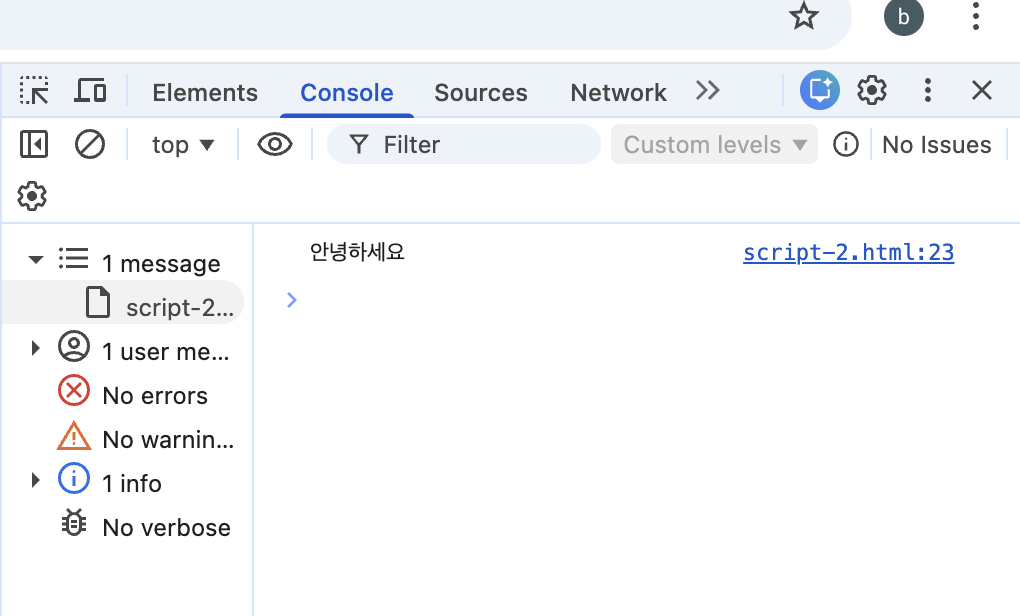 b
Elements Console Sources Network
top Filter Custom levels No Issues
1 message
script-2...
1 user me...
No errors
No warnin...
1 info
No verbose
안녕하세요 script-2.html:23